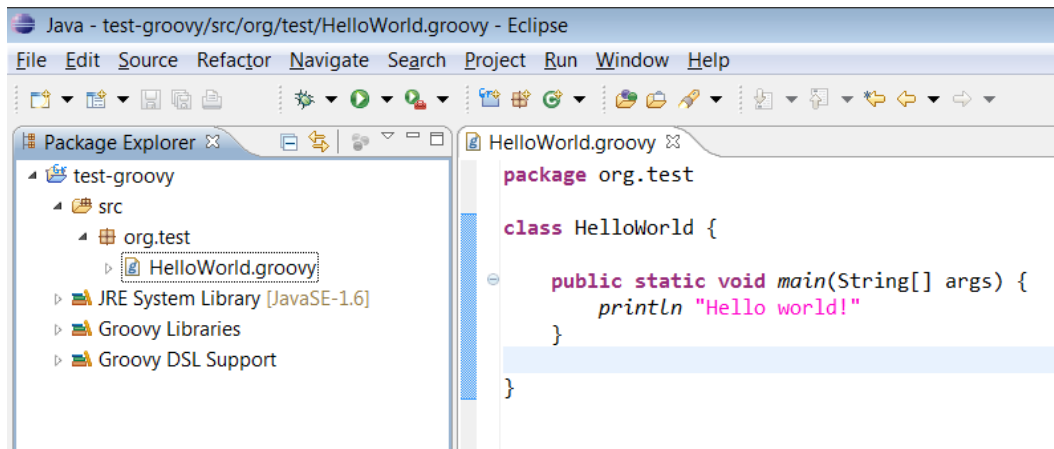 Java - test-groovy/src/org/test/HelloWorld.groovy - Eclipse
File Edit Source Refactor Navigate Search Project Run Window Help
Package Explorer
test-groovy
src
org.test
HelloWorld.groovy
JRE System Library [JavaSE-1.6]
Groovy Libraries
Groovy DSL Support
HelloWorld.groovy
package org.test
class HelloWorld {
public static void main(String[] args) {
println "Hello world!"
}
}